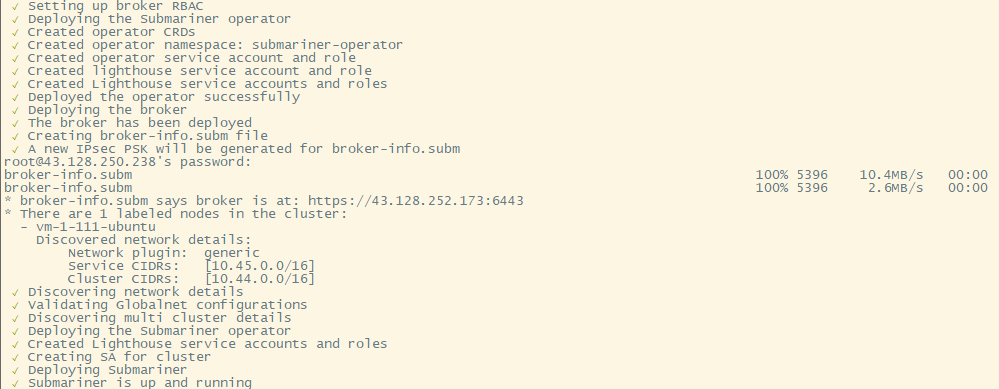 ✓ Setting up broker RBAC
✓ Deploying the Submariner operator
✓ Created operator CRDs
✓ Created operator namespace: submariner-operator
✓ Created operator service account and role
✓ Created lighthouse service account and role
✓ Created Lighthouse service accounts and roles
✓ Deployed the operator successfully
✓ Deploying the broker
✓ The broker has been deployed
✓ Creating broker-info.subm file
✓ A new IPsec PSK will be generated for broker-info.subm
root@43.128.250.238's password:
broker-info.subm 100% 5396 10.4MB/s 00:00
broker-info.subm 100% 5396 2.6MB/s 00:00
* broker-info.subm says broker is at: https://43.128.252.173:6443
* There are 1 labeled nodes in the cluster:
- vm-1-111-ubuntu
Discovered network details:
Network plugin: generic
Service CIDRs: [10.45.0.0/16]
Cluster CIDRs: [10.44.0.0/16]
✓ Discovering network details
✓ Validating Globalnet configurations
✓ Discovering multi cluster details
✓ Deploying the Submariner operator
✓ Created Lighthouse service accounts and roles
✓ Creating SA for cluster
✓ Deploying Submariner
✓ Submariner is up and running